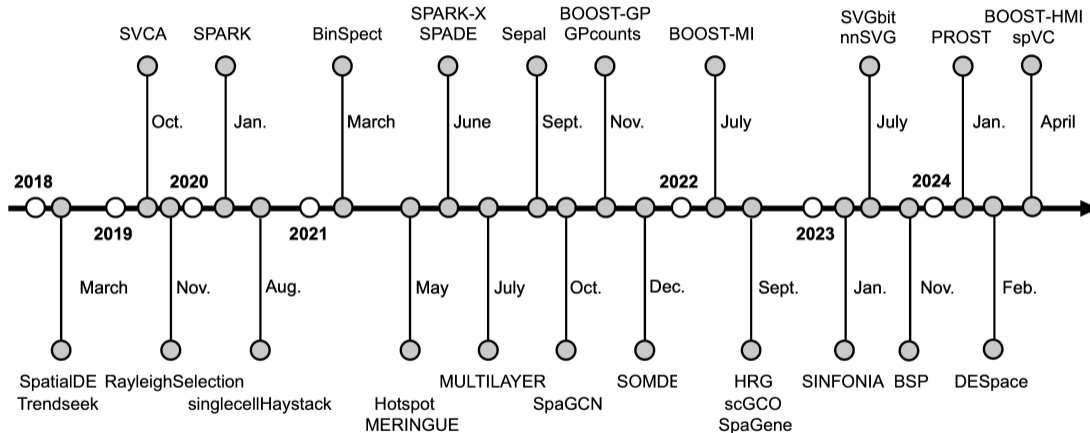 SPARK-X
BOOST-GP
SVGbit
BOOST-HMI
SVCA
SPARK
BinSpect
SPADE
Sepal
GPcounts
BOOST-MI
nnSVG
PROST
spVC
Oct.
Jan.
March
June
Sept.
Nov.
July
July
Jan.
April
2018
2020
2022
2024
2019
2021
2023
March
Nov.
Aug.
May
July
Oct.
Dec.
Sept.
Jan.
Nov.
Feb.
SpatialDE
RayleighSelection
MULTILAYER
SOMDE
HRG
SINFONIA
BSP
DESpace
Trendseek
singlecellHaystack
Hotspot
SpaGCN
scGCO
MERINGUE
SpaGene